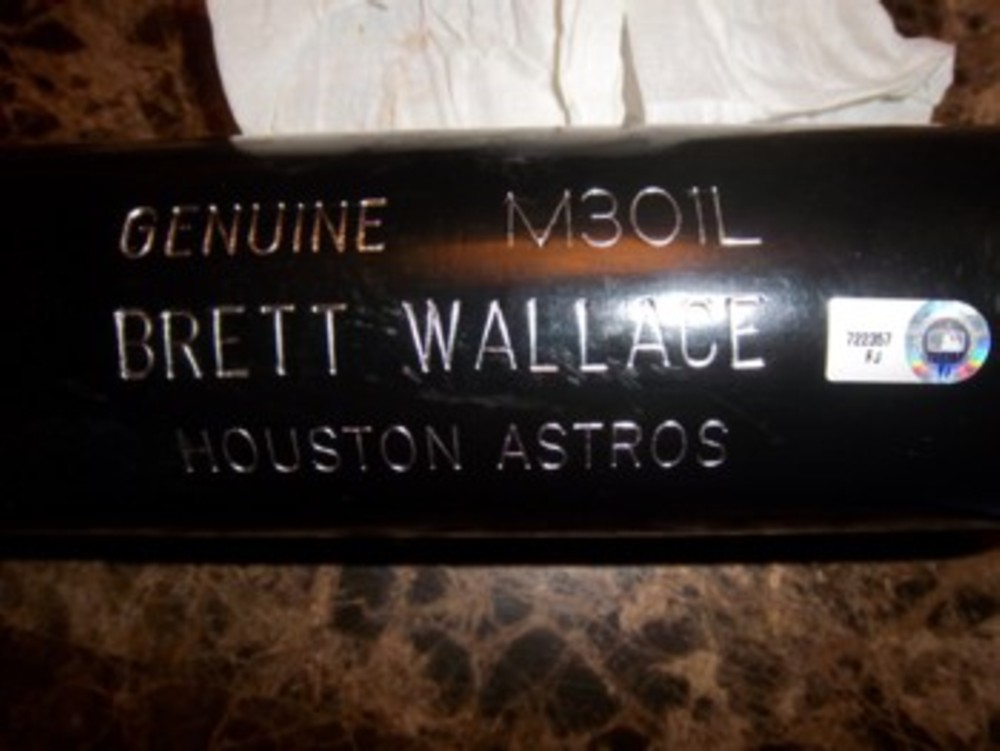 GENUINE M301L
BRETT WALLACE
HOUSTON ASTROS
722357
FJ